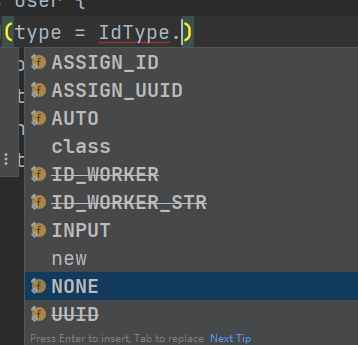 User {
(type = IdType.)
ASSIGN_ID
ASSIGN_UUID
AUTO
class
ID_WORKER
ID_WORKER_STR
INPUT
new
NONE
UUID
Press Enter to insert, Tab to replace Next Tip